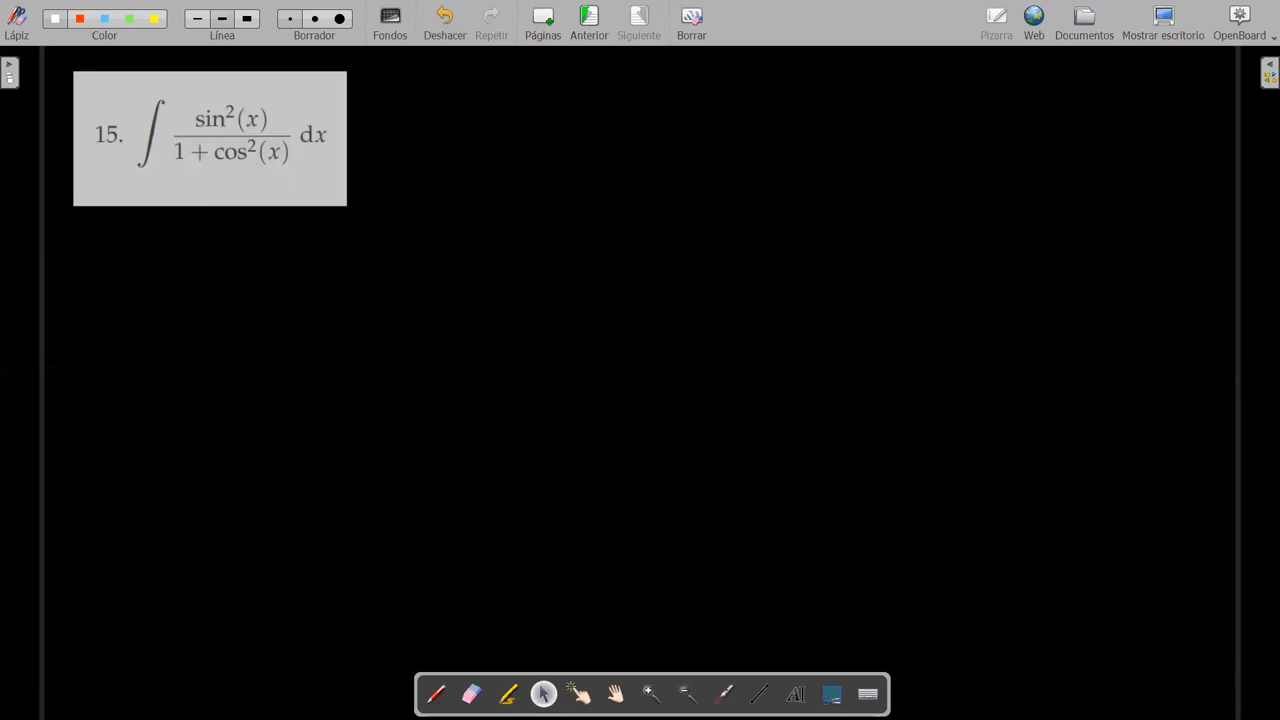 Lápiz Color Línea Borrador Fondos Deshacer Repetir Páginas Anterior Siguiente Borrar Pizarra Web Documentos Mostrar escritorio OpenBoard
15. ∫ sin²(x) / 1 + cos²(x) dx
AI